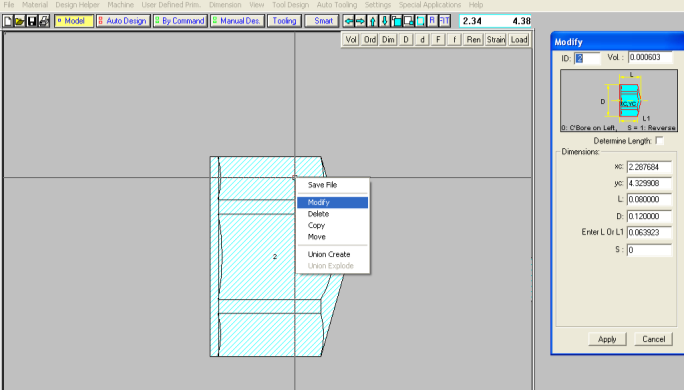 File Material Design Helper Machine User Defined Prims. Dimension View Tool Design Auto Tooling Settings Special Applications Help
Model Auto Design By Command Manual Des. Tooling Smart R FIT 2.34 4.38
Vol Ord Dim D d F f Ren Strain Load
Modify
ID: 2 Vol.: 0.000603
L
D
XC,YC
L1
0: C'Bore on Left, S = 1: Reverse
Determine Length:
Dimensions:
xc: 2.287684
yc: 4.329908
L: 0.080000
D: 0.120000
Enter L Or L1 0.063923
S: 0
Apply Cancel
Save File
Modify
Delete
Copy
Move
Union Create
Union Explode
2